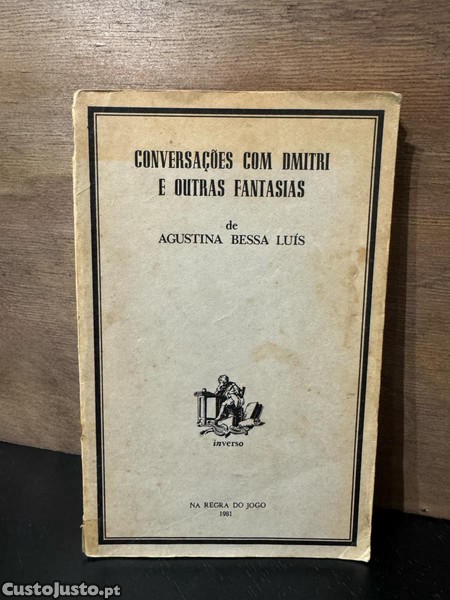 CONVERSAÇÕES COM DMITRI
E OUTRAS FANTASIAS
de
AGUSTINA BESSA LUÍS
inverso
NA REGRA DO JOGO
1981
CustoJusto.pt